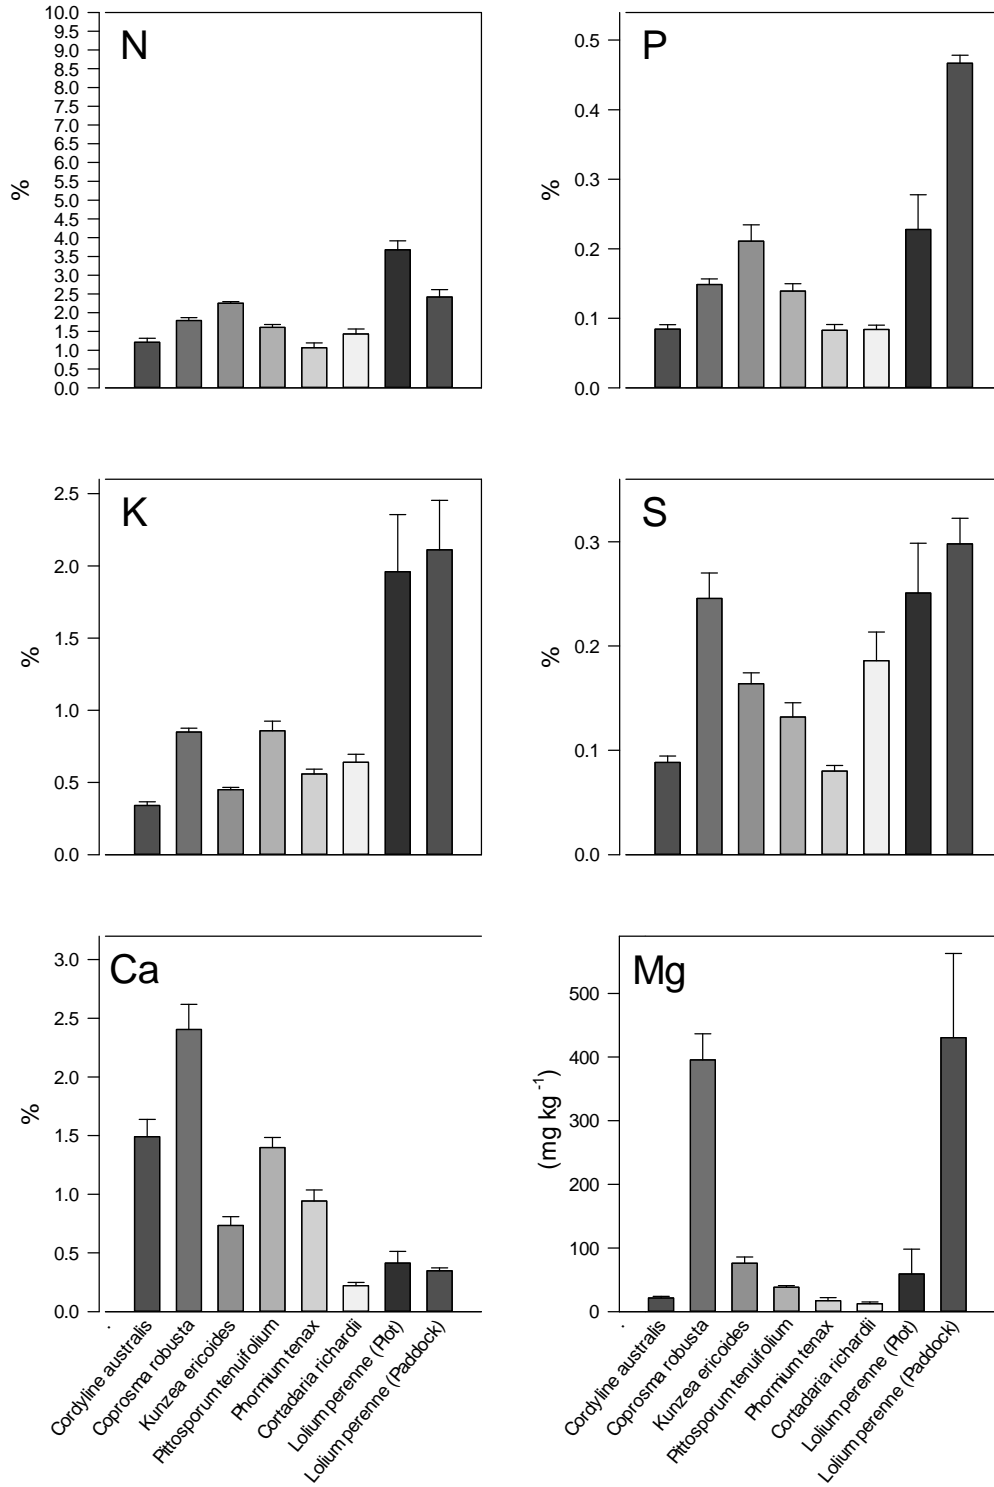 N
%
10.0
9.5
9.0
8.5
8.0
7.5
7.0
6.5
6.0
5.5
5.0
4.5
4.0
3.5
3.0
2.5
2.0
1.5
1.0
0.5
0.0
P
%
0.5
0.4
0.3
0.2
0.1
0.0
K
%
2.5
2.0
1.5
1.0
0.5
0.0
S
%
0.3
0.2
0.1
0.0
Ca
%
3.0
2.5
2.0
1.5
1.0
0.5
0.0
.
Cordyline australis
Coprosma robusta
Kunzea ericoides
Pittosporum tenuifolium
Phormium tenax
Cortadaria richardii
Lolium perenne (Plot)
Lolium perenne (Paddock)
Mg
(mg kg -1)
500
400
300
200
100
0
.
Cordyline australis
Coprosma robusta
Kunzea ericoides
Pittosporum tenuifolium
Phormium tenax
Cortadaria richardii
Lolium perenne (Plot)
Lolium perenne (Paddock)